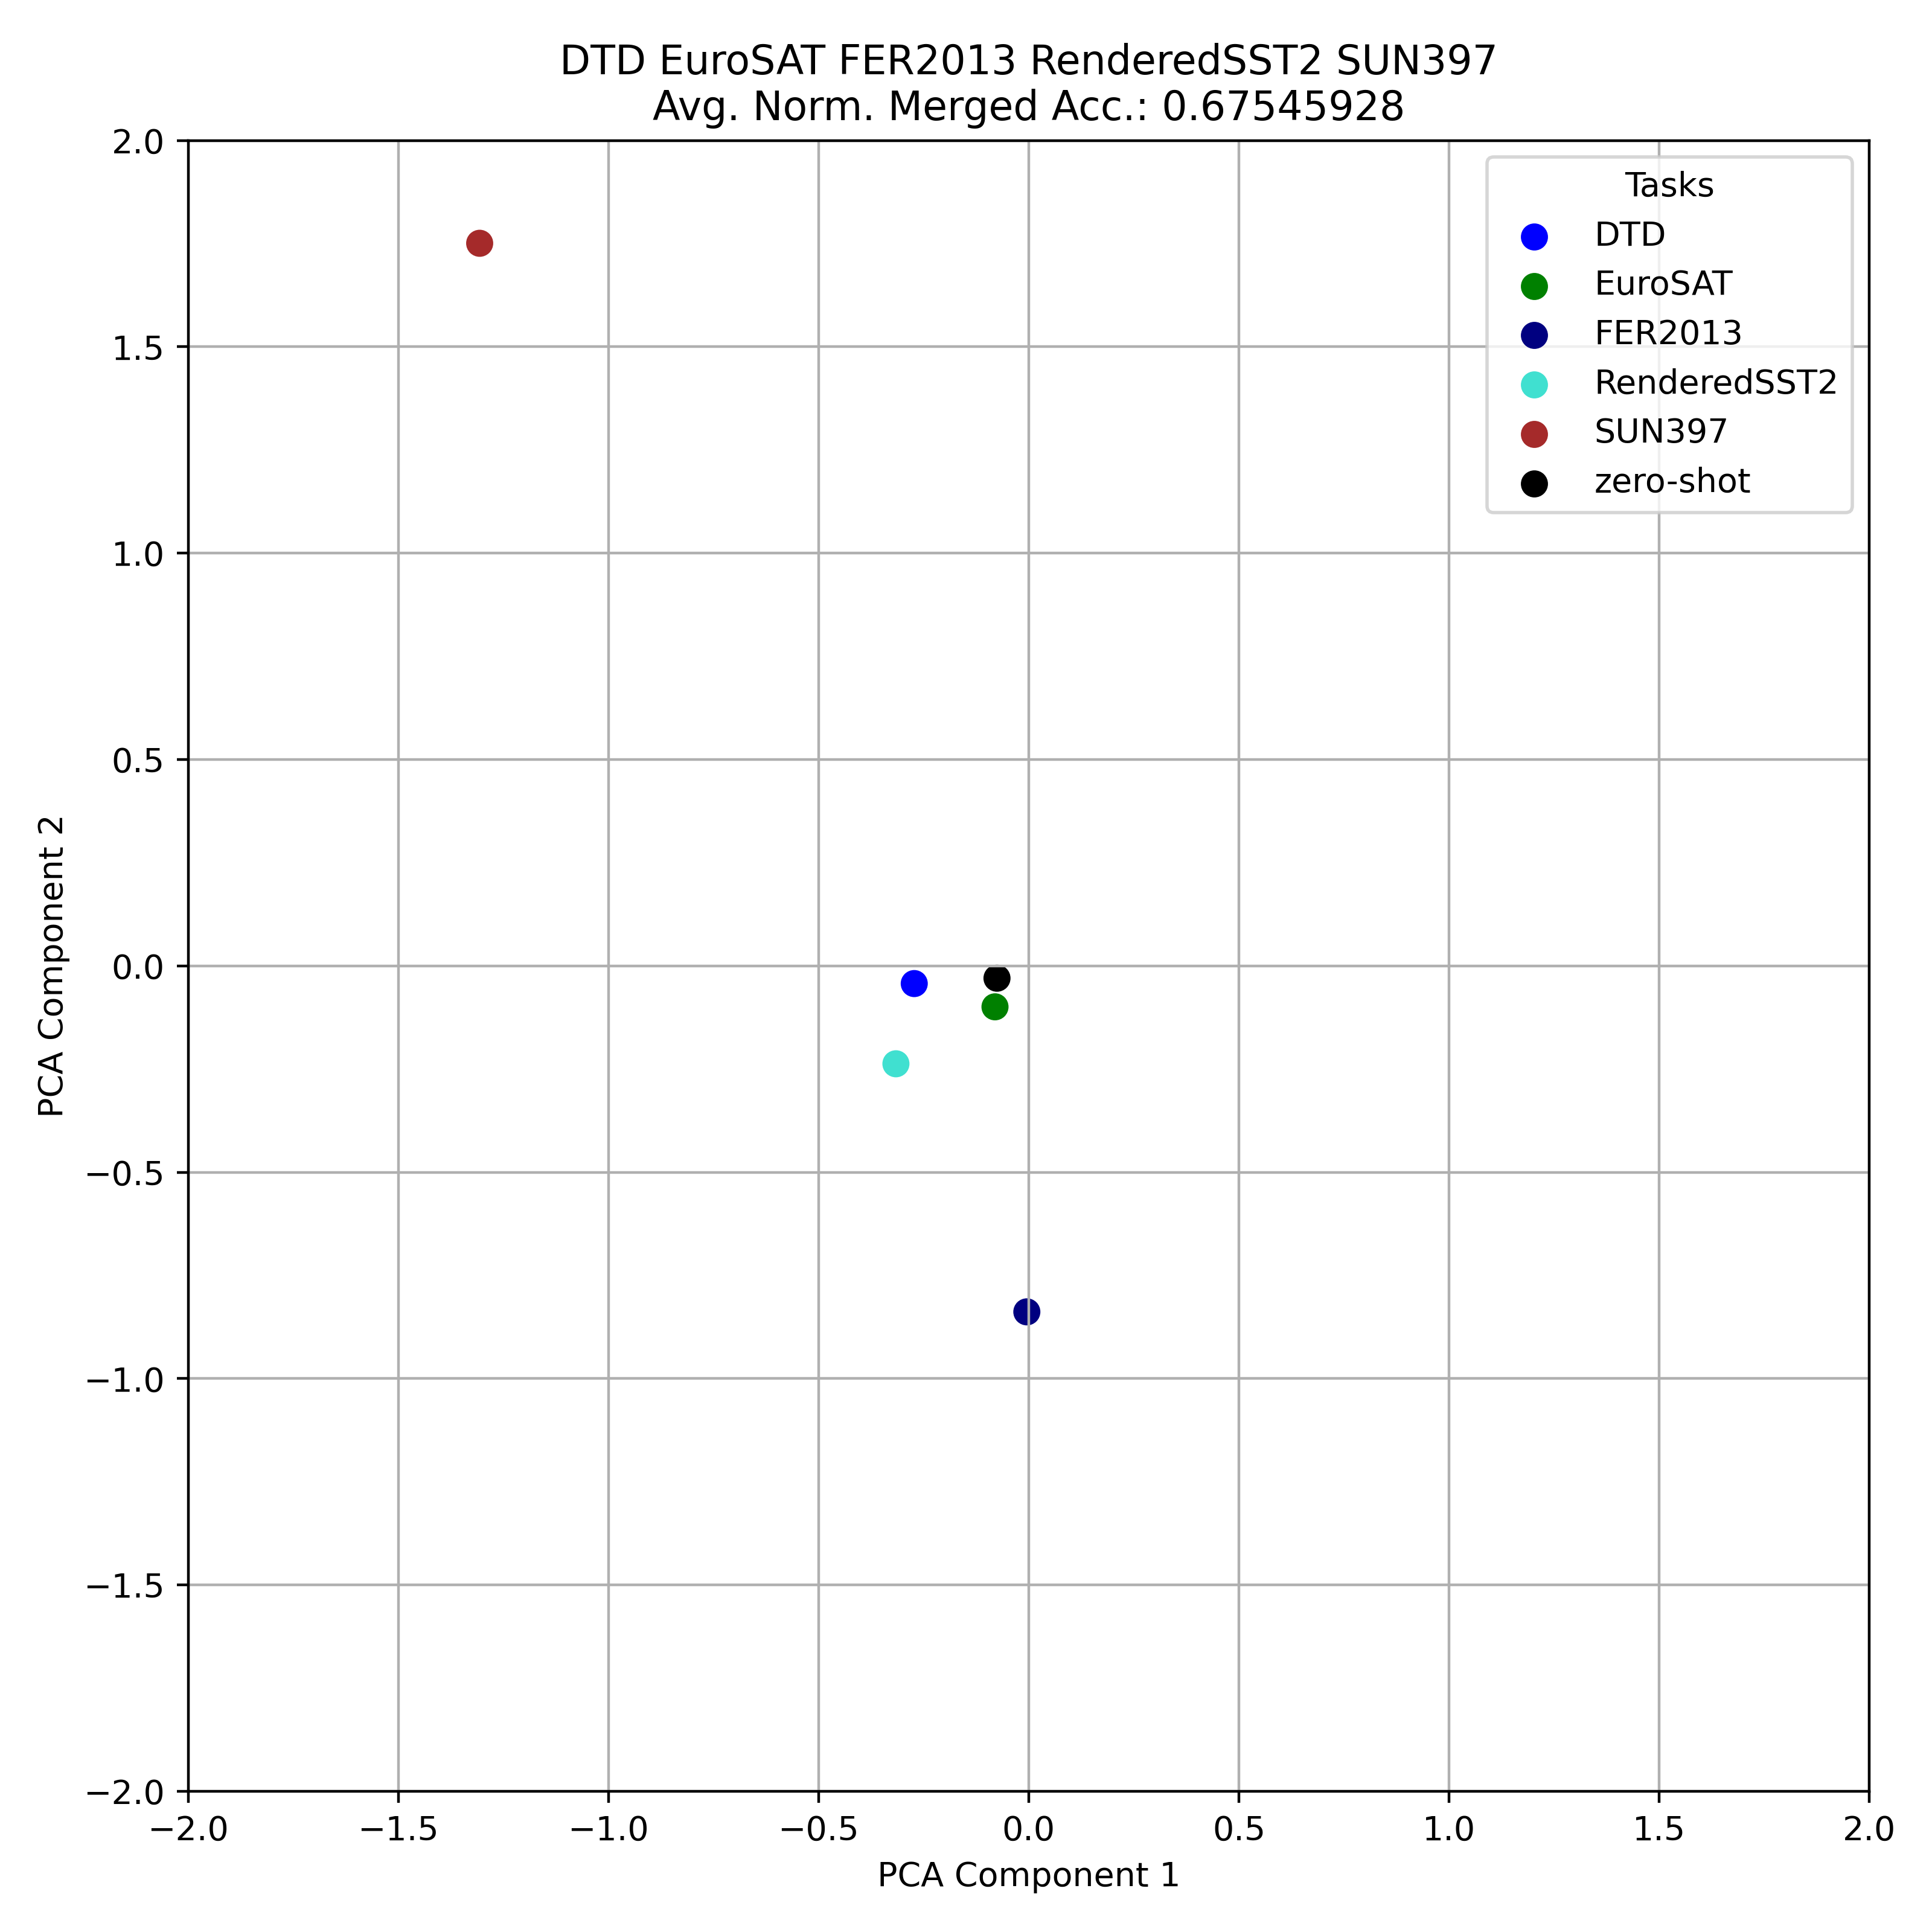 DTD EuroSAT FER2013 RenderedSST2 SUN397
Avg. Norm. Merged Acc.: 0.67545928
Tasks
DTD
EuroSAT
FER2013
RenderedSST2
SUN397
zero-shot
PCA Component 2
2.0
1.5
1.0
0.5
0.0
−0.5
−1.0
−1.5
−2.0
−2.0 −1.5 −1.0 −0.5 0.0 0.5 1.0 1.5 2.0
PCA Component 1